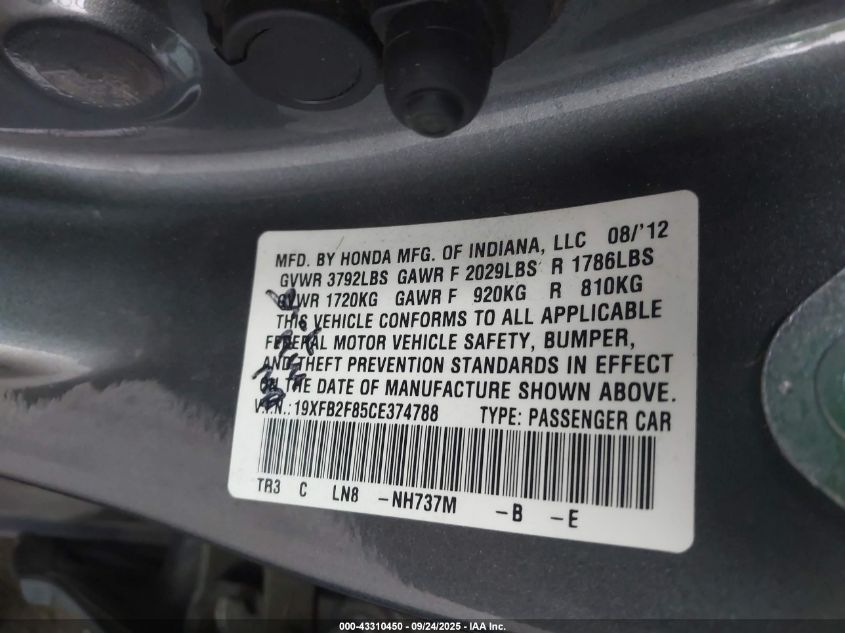 MFD. BY HONDA MFG. OF INDIANA, LLC 08/'12
GVWR 3792LBS GAWR F 2029LBS R 1786LBS
GVWR 1720KG GAWR F 920KG R 810KG
THIS VEHICLE CONFORMS TO ALL APPLICABLE
FEDERAL MOTOR VEHICLE SAFETY, BUMPER,
AND THEFT PREVENTION STANDARDS IN EFFECT
ON THE DATE OF MANUFACTURE SHOWN ABOVE.
V.I.N.:19XFB2F85CE374788 TYPE: PASSENGER CAR
TR3 C LN8 -NH737M -B -E
000-43310450 - 09/24/2025 - IAA Inc.